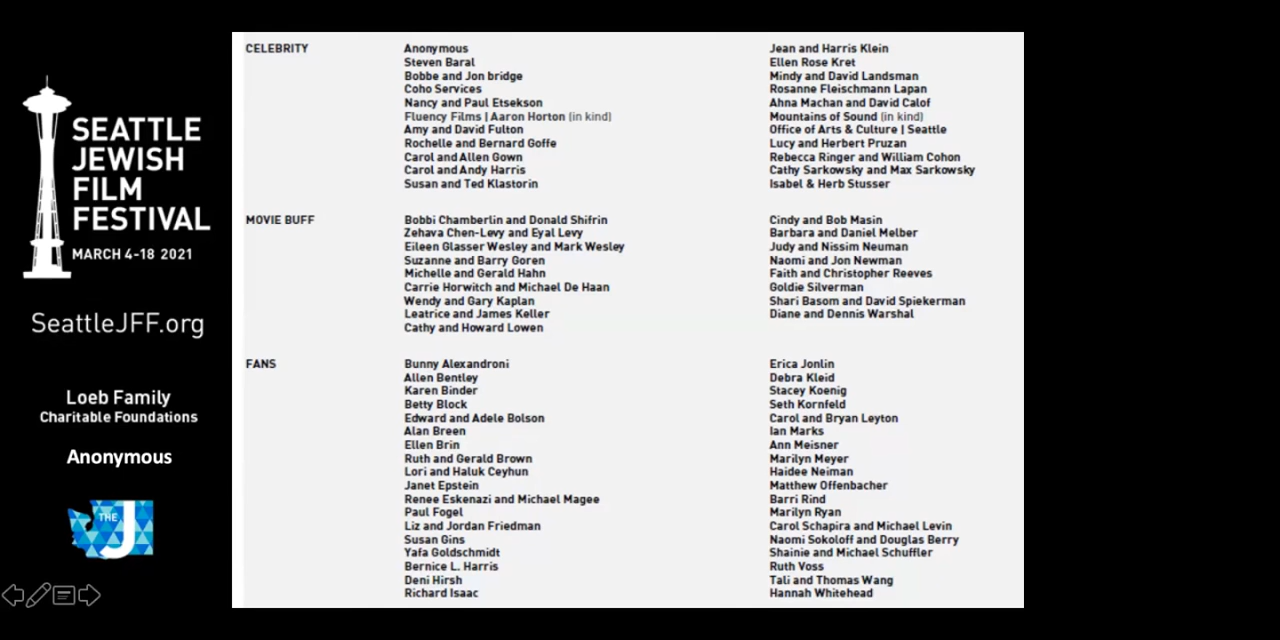 SEATTLE
JEWISH
FILM
FESTIVAL
MARCH 4-18 2021
SeattleJFF.org
Loeb Family
Charitable Foundations
Anonymous
THE J
CELEBRITY
Anonymous
Steven Baral
Bobbe and Jon bridge
Coho Services
Nancy and Paul Etsekson
Fluency Films | Aaron Horton (in kind)
Amy and David Fulton
Rochelle and Bernard Goffe
Carol and Allen Gown
Carol and Andy Harris
Susan and Ted Klastorin
Jean and Harris Klein
Ellen Rose Kret
Mindy and David Landsman
Rosanne Fleischmann Lapan
Ahna Machan and David Calof
Mountains of Sound (in kind)
Office of Arts & Culture | Seattle
Lucy and Herbert Pruzan
Rebecca Ringer and William Cohon
Cathy Sarkowsky and Max Sarkowsky
Isabel & Herb Stusser
MOVIE BUFF
Bobbi Chamberlin and Donald Shifrin
Zehava Chen-Levy and Eyal Levy
Eileen Glasser Wesley and Mark Wesley
Suzanne and Barry Goren
Michelle and Gerald Hahn
Carrie Horwitch and Michael De Haan
Wendy and Gary Kaplan
Leatrice and James Keller
Cathy and Howard Lowen
Cindy and Bob Masin
Barbara and Daniel Melber
Judy and Nissim Neuman
Naomi and Jon Newman
Faith and Christopher Reeves
Goldie Silverman
Shari Basom and David Spiekerman
Diane and Dennis Warshal
FANS
Bunny Alexandroni
Allen Bentley
Karen Binder
Betty Block
Edward and Adele Bolson
Alan Breen
Ellen Brin
Ruth and Gerald Brown
Lori and Haluk Ceyhun
Janet Epstein
Renee Eskenazi and Michael Magee
Paul Fogel
Liz and Jordan Friedman
Susan Gins
Yafa Goldschmidt
Bernice L. Harris
Deni Hirsh
Richard Isaac
Erica Jonlin
Debra Kleid
Stacey Koenig
Seth Kornfeld
Carol and Bryan Leyton
Ian Marks
Ann Meisner
Marilyn Meyer
Haidee Neiman
Matthew Offenbacher
Barri Rind
Marilyn Ryan
Carol Schapira and Michael Levin
Naomi Sokoloff and Douglas Berry
Shainie and Michael Schuffler
Ruth Voss
Tali and Thomas Wang
Hannah Whitehead